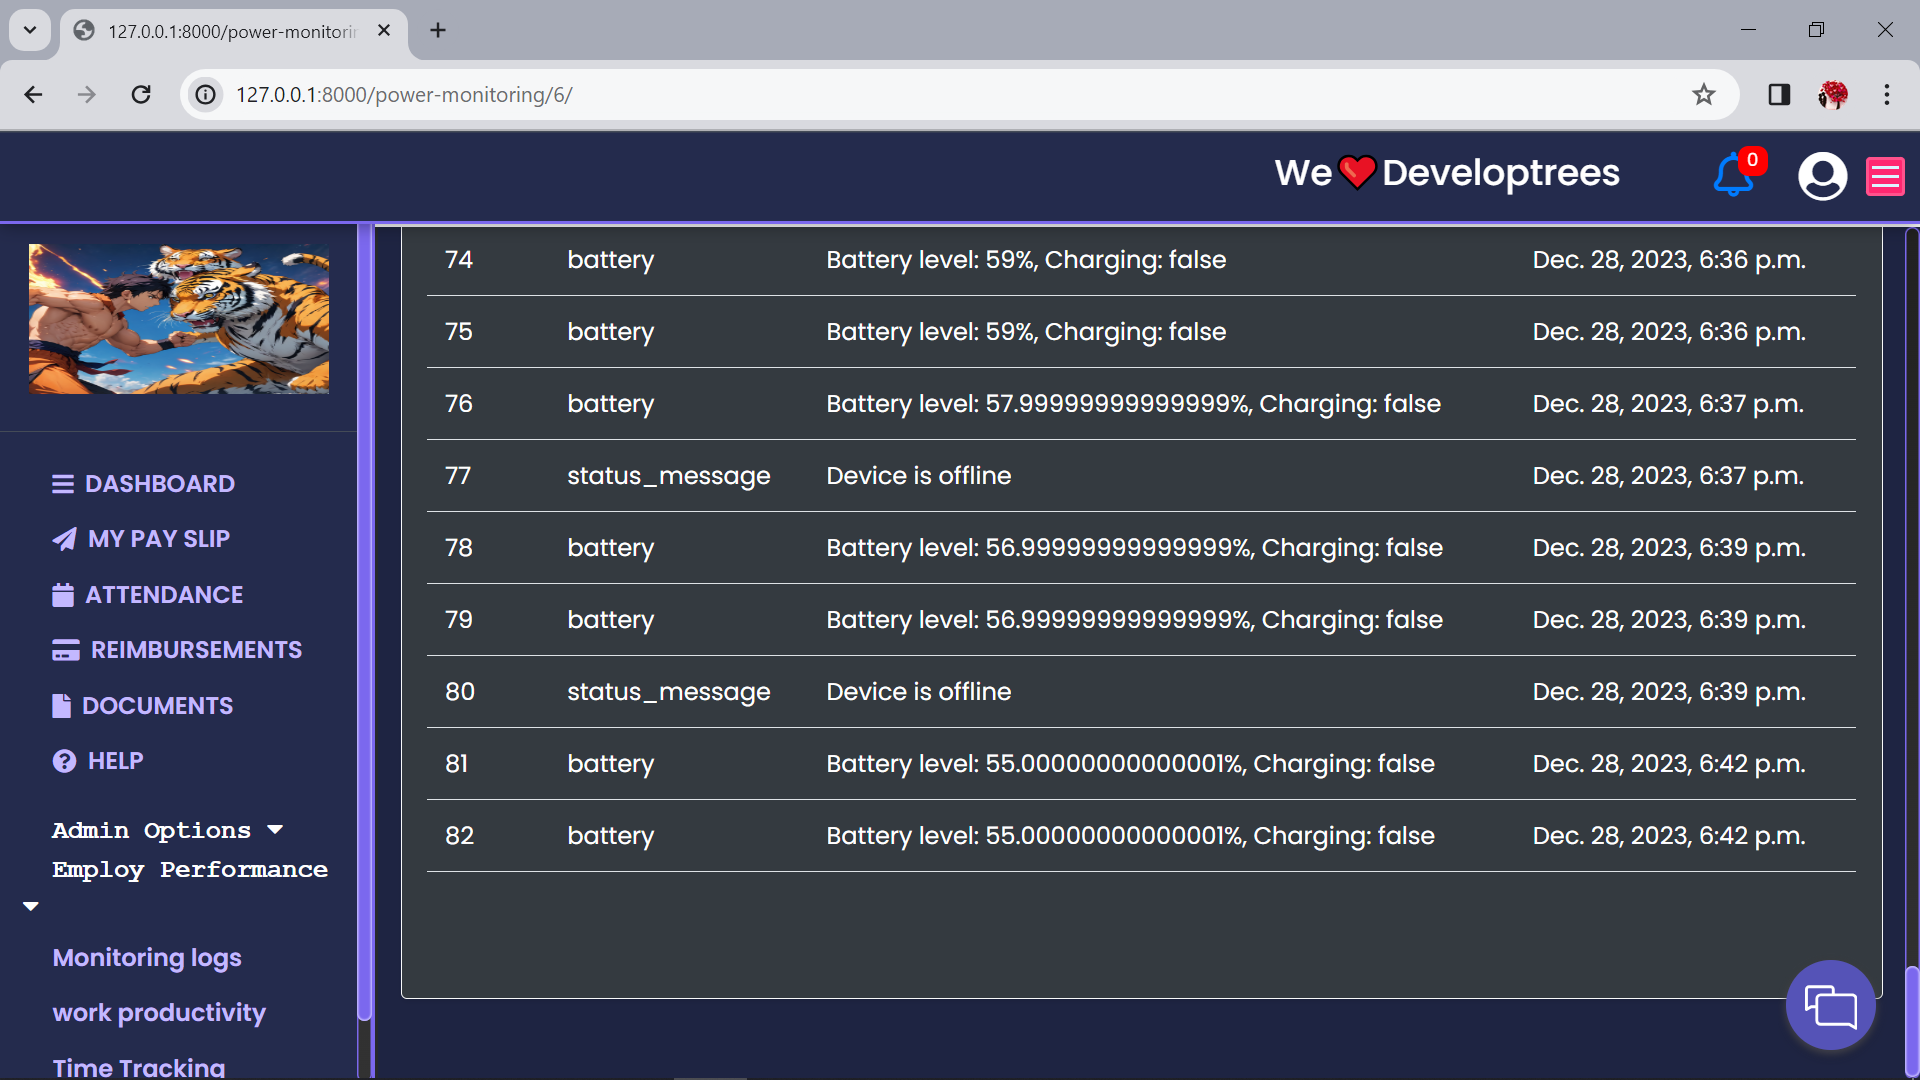 127.0.0.1:8000/power-monitorin
127.0.0.1:8000/power-monitoring/6/
We ❤ Developtrees
0
DASHBOARD
MY PAY SLIP
ATTENDANCE
REIMBURSEMENTS
DOCUMENTS
HELP
Admin Options
Employ Performance
Monitoring logs
work productivity
Time Tracking
74 battery Battery level: 59%, Charging: false Dec. 28, 2023, 6:36 p.m.
75 battery Battery level: 59%, Charging: false Dec. 28, 2023, 6:36 p.m.
76 battery Battery level: 57.99999999999999%, Charging: false Dec. 28, 2023, 6:37 p.m.
77 status_message Device is offline Dec. 28, 2023, 6:37 p.m.
78 battery Battery level: 56.99999999999999%, Charging: false Dec. 28, 2023, 6:39 p.m.
79 battery Battery level: 56.99999999999999%, Charging: false Dec. 28, 2023, 6:39 p.m.
80 status_message Device is offline Dec. 28, 2023, 6:39 p.m.
81 battery Battery level: 55.00000000000001%, Charging: false Dec. 28, 2023, 6:42 p.m.
82 battery Battery level: 55.00000000000001%, Charging: false Dec. 28, 2023, 6:42 p.m.